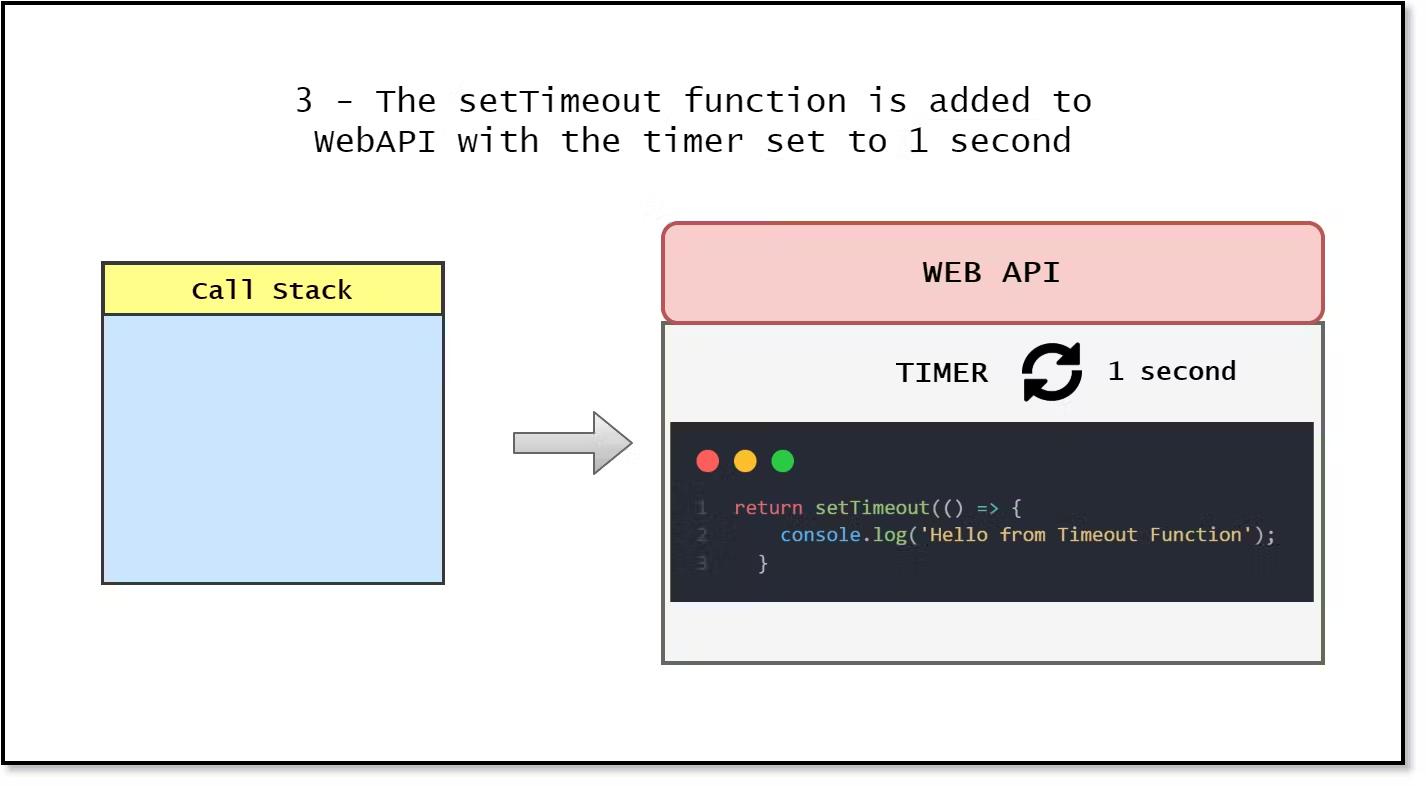 3 - The setTimeout function is added to
WebAPI with the timer set to 1 second
Call Stack
WEB API
TIMER 1 second
1 return setTimeout(() => {
2 console.log('Hello from Timeout Function');
3 }